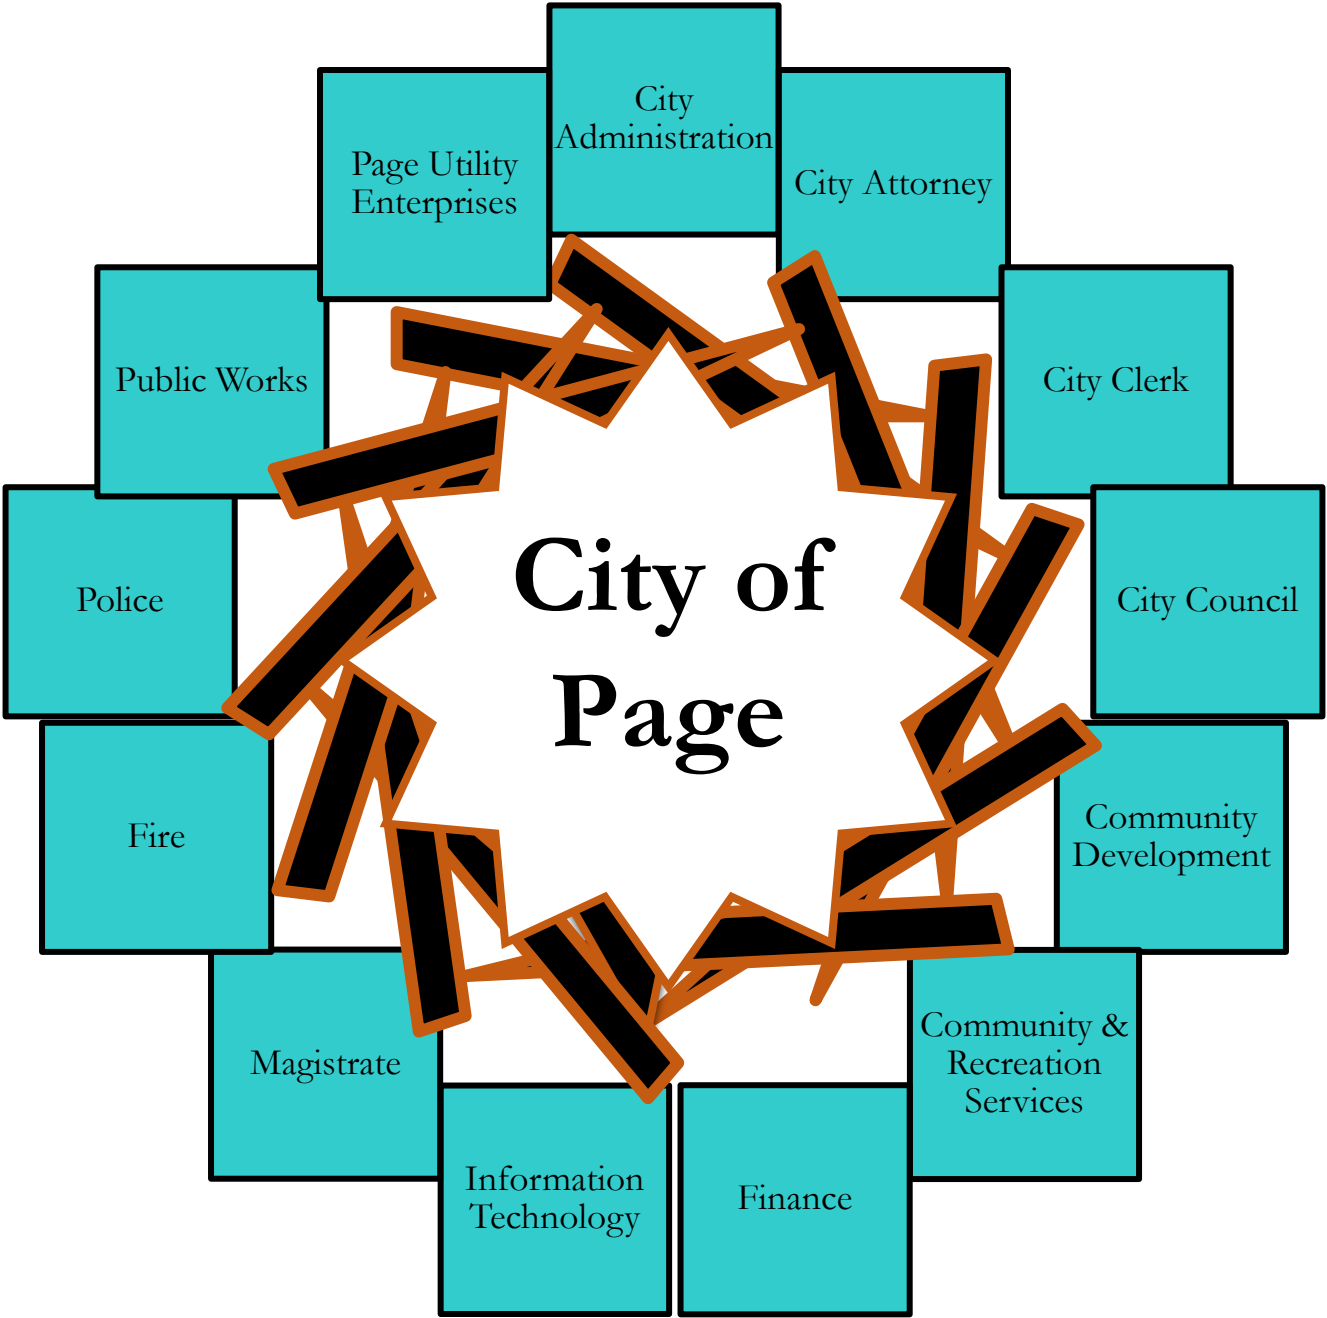 City
Administration
City Attorney
City Clerk
City Council
Community
Development
Community &
Recreation
Services
Finance
Information
Technology
Magistrate
Fire
Police
Public Works
Page Utility
Enterprises
City of
Page